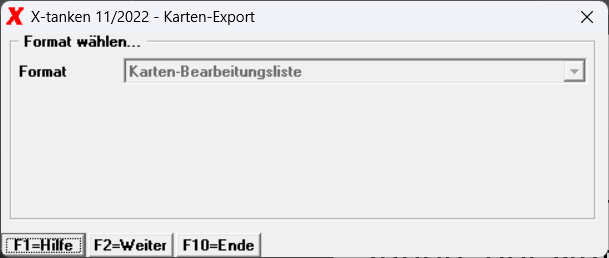 X-tanken 11/2022 - Karten-Export
Format wählen...
Format Karten-Bearbeitungsliste
F1=Hilfe F2=Weiter F10=Ende